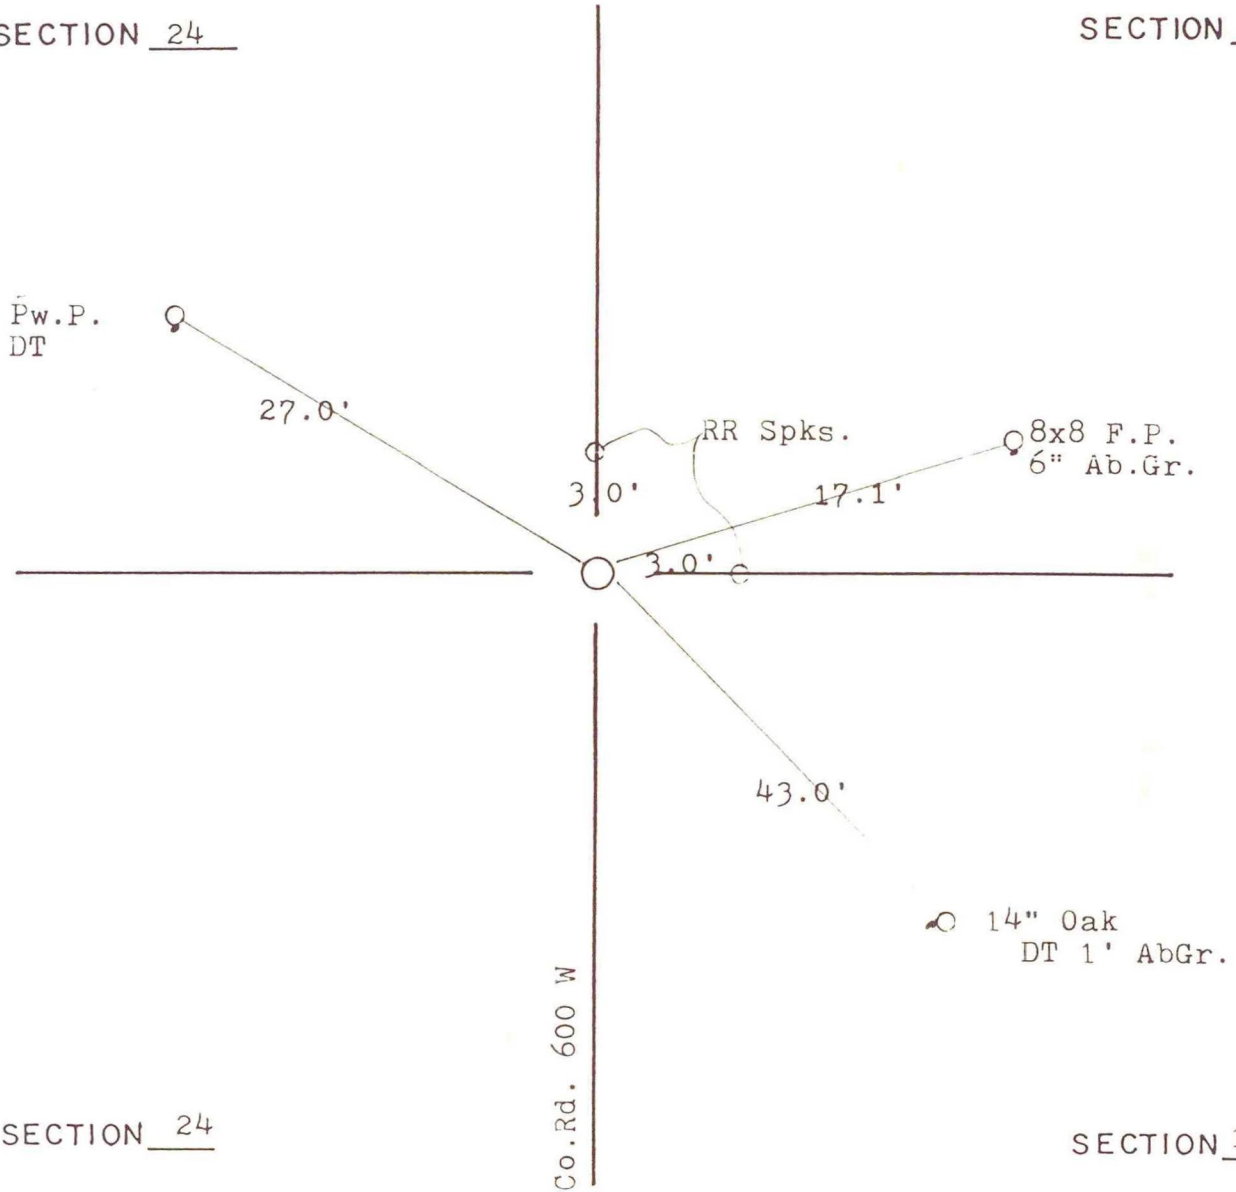 SECTION 24
SECTION
Pw.P.
DT
27.0'
RR Spks.
8x8 F.P.
6" Ab.Gr.
3.0'
17.1'
3.0'
43.0'
14" Oak
DT 1' AbGr.
Co.Rd. 600 W
SECTION 24
SECTION